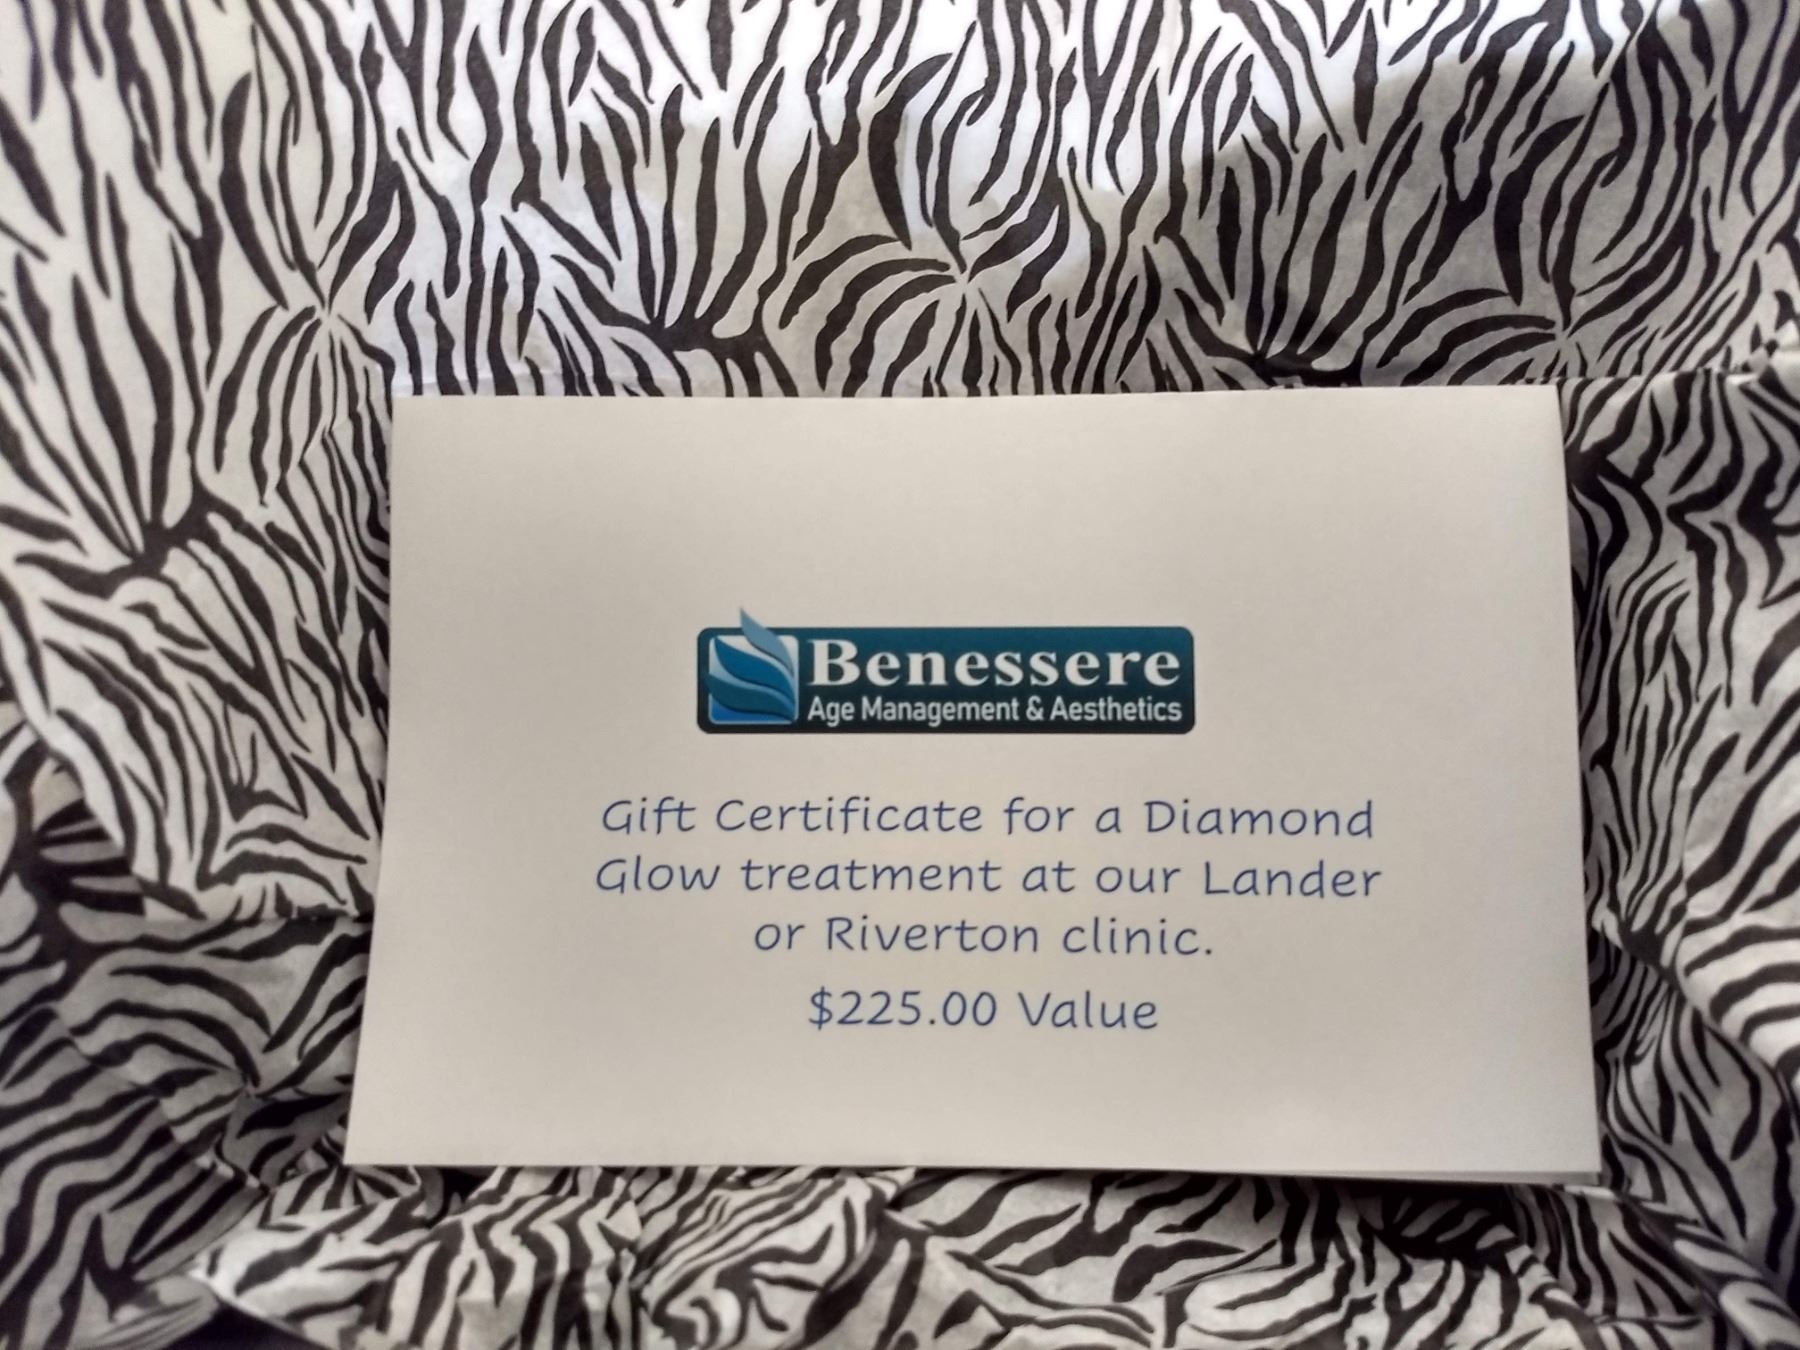 Benessere
Age Management & Aesthetics
Gift Certificate for a Diamond
Glow treatment at our Lander
or Riverton clinic.
$225.00 Value